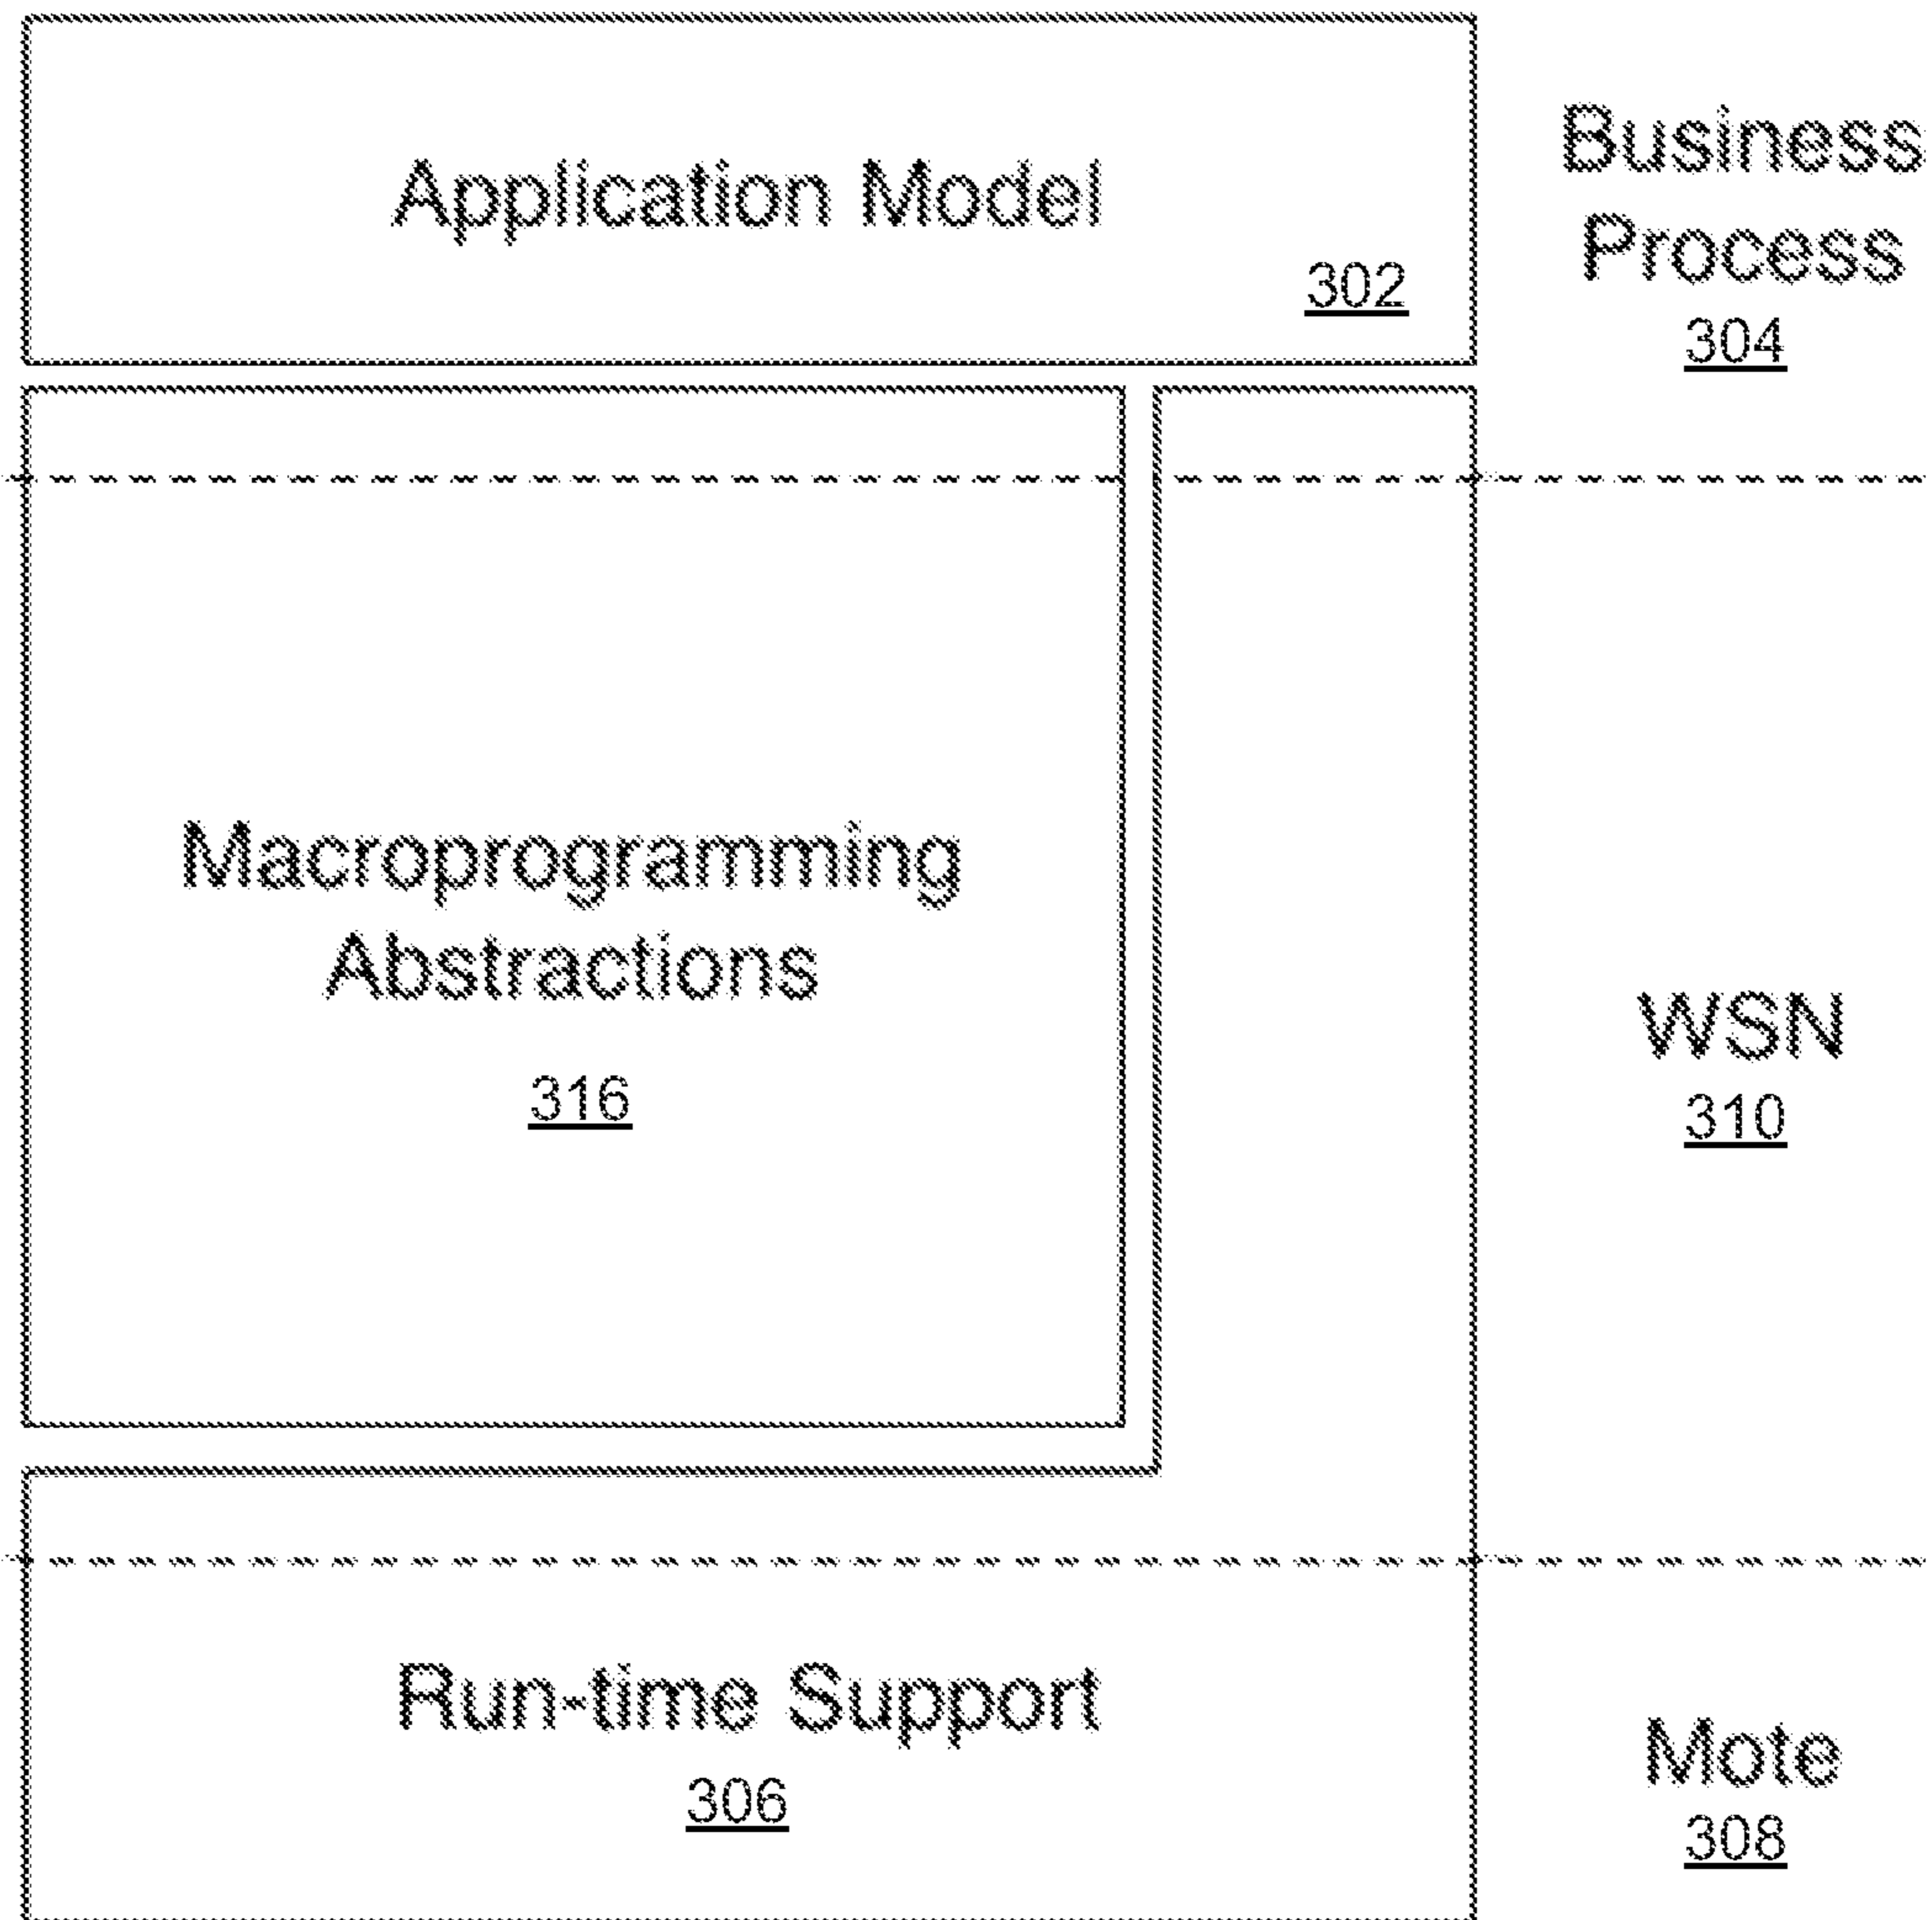 Application Model
302
Business
Process
304
Macroprogramming
Abstractions
316
WSN
310
Run-time Support
306
Mote
308